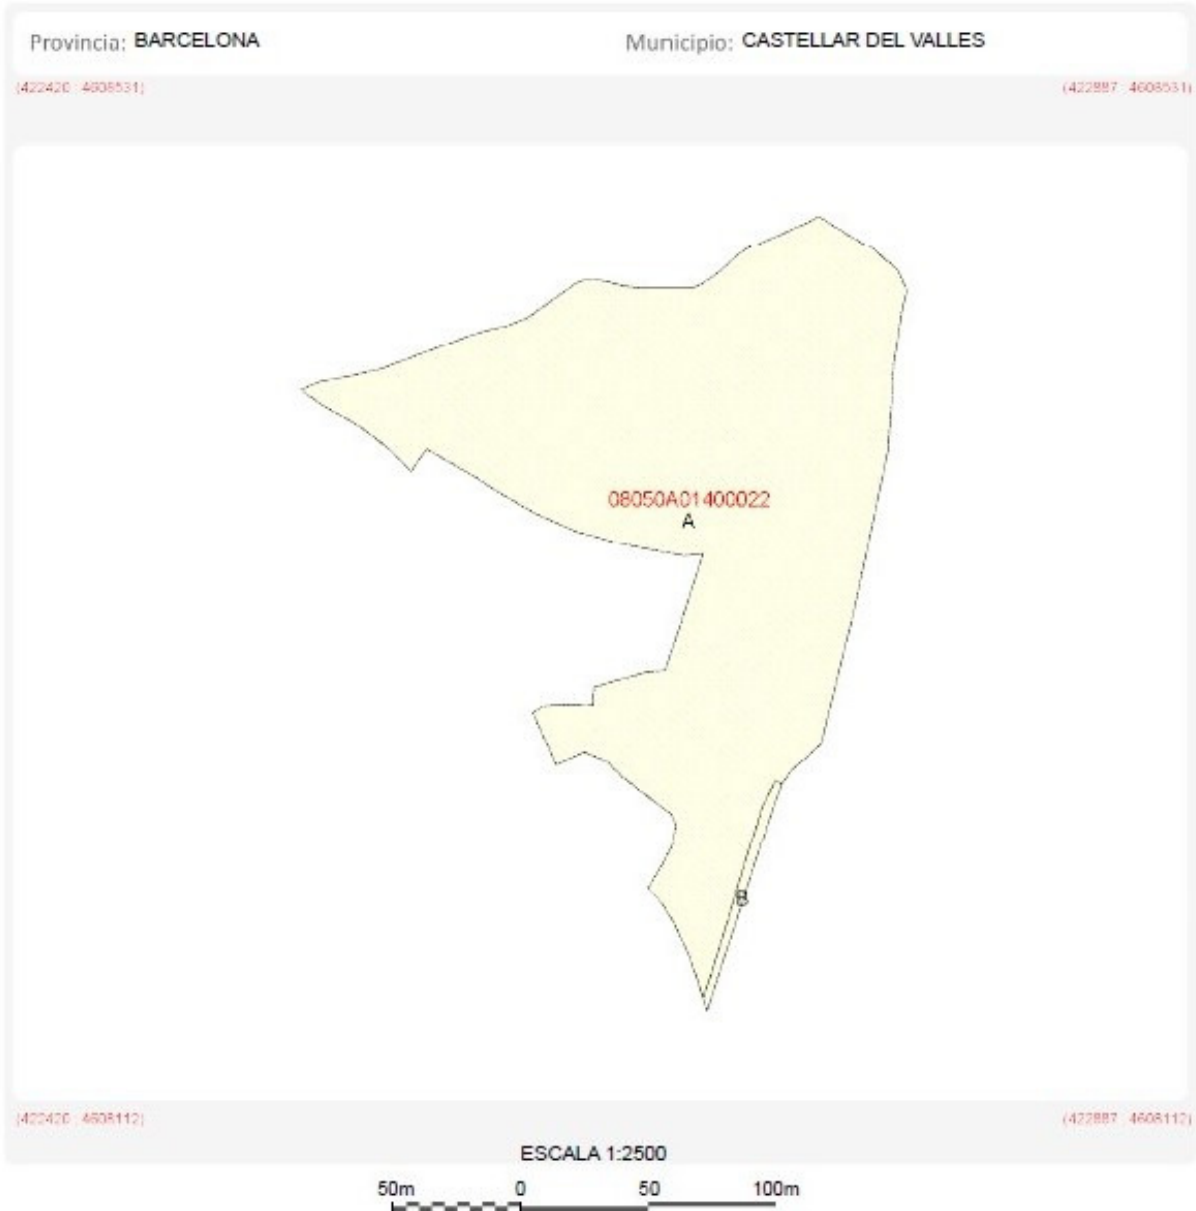 Provincia: BARCELONA Municipio: CASTELLAR DEL VALLES
(422420 : 4608531) (422887 : 4608531)
08050A01400022
A
B
(422420 : 4608112) (422887 : 4608112)
ESCALA 1:2500
50m 0 50 100m